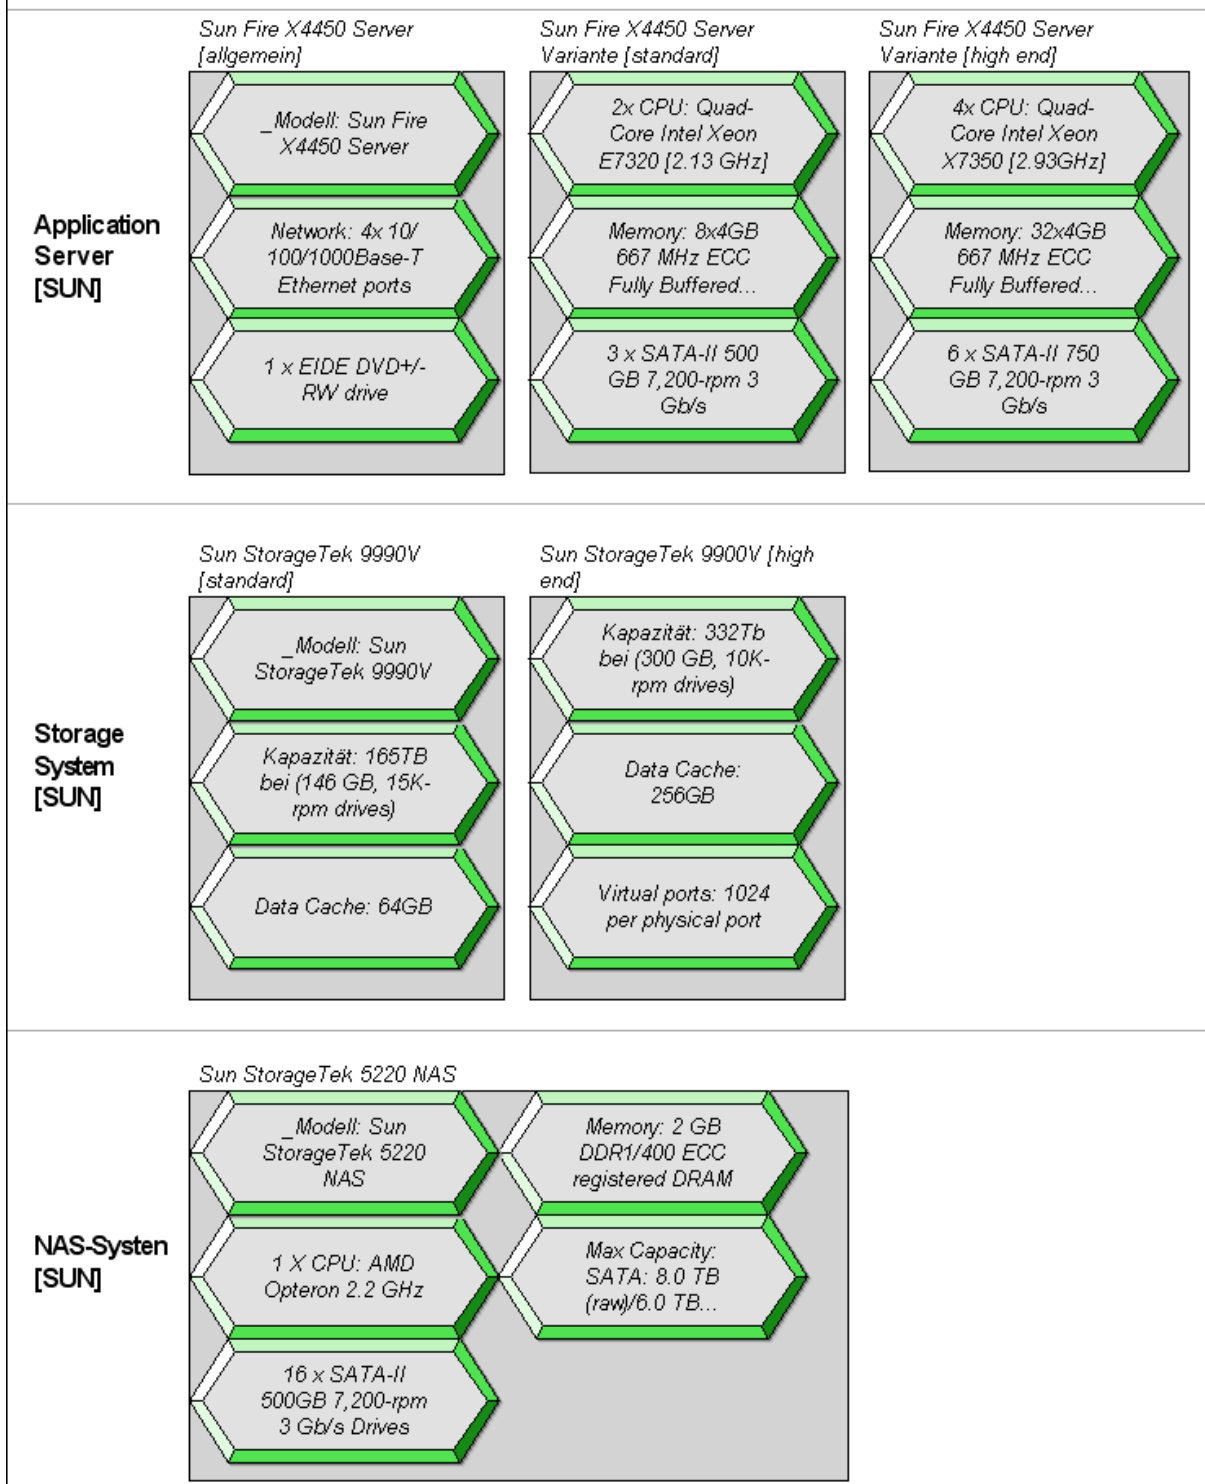 Sun Fire X4450 Server
[allgemein]
_Modell: Sun Fire
X4450 Server
Network: 4x 10/
100/1000Base-T
Ethernet ports
1 x EIDE DVD+/-
RW drive
Sun Fire X4450 Server
Variante [standard]
2x CPU: Quad-
Core Intel Xeon
E7320 [2.13 GHz]
Memory: 8x4GB
667 MHz ECC
Fully Buffered...
3 x SATA-II 500
GB 7,200-rpm 3
Gb/s
Sun Fire X4450 Server
Variante [high end]
4x CPU: Quad-
Core Intel Xeon
X7350 [2.93GHz]
Memory: 32x4GB
667 MHz ECC
Fully Buffered...
6 x SATA-II 750
GB 7,200-rpm 3
Gb/s
Application
Server
[SUN]
Sun StorageTek 9990V
[standard]
_Modell: Sun
StorageTek 9990V
Kapazität: 165TB
bei (146 GB, 15K-
rpm drives)
Data Cache: 64GB
Sun StorageTek 9900V [high
end]
Kapazität: 332Tb
bei (300 GB, 10K-
rpm drives)
Data Cache:
256GB
Virtual ports: 1024
per physical port
Storage
System
[SUN]
Sun StorageTek 5220 NAS
_Modell: Sun
StorageTek 5220
NAS
1 X CPU: AMD
Opteron 2.2 GHz
16 x SATA-II
500GB 7,200-rpm
3 Gb/s Drives
Memory: 2 GB
DDR1/400 ECC
registered DRAM
Max Capacity:
SATA: 8.0 TB
(raw)/6.0 TB...
NAS-Systen
[SUN]